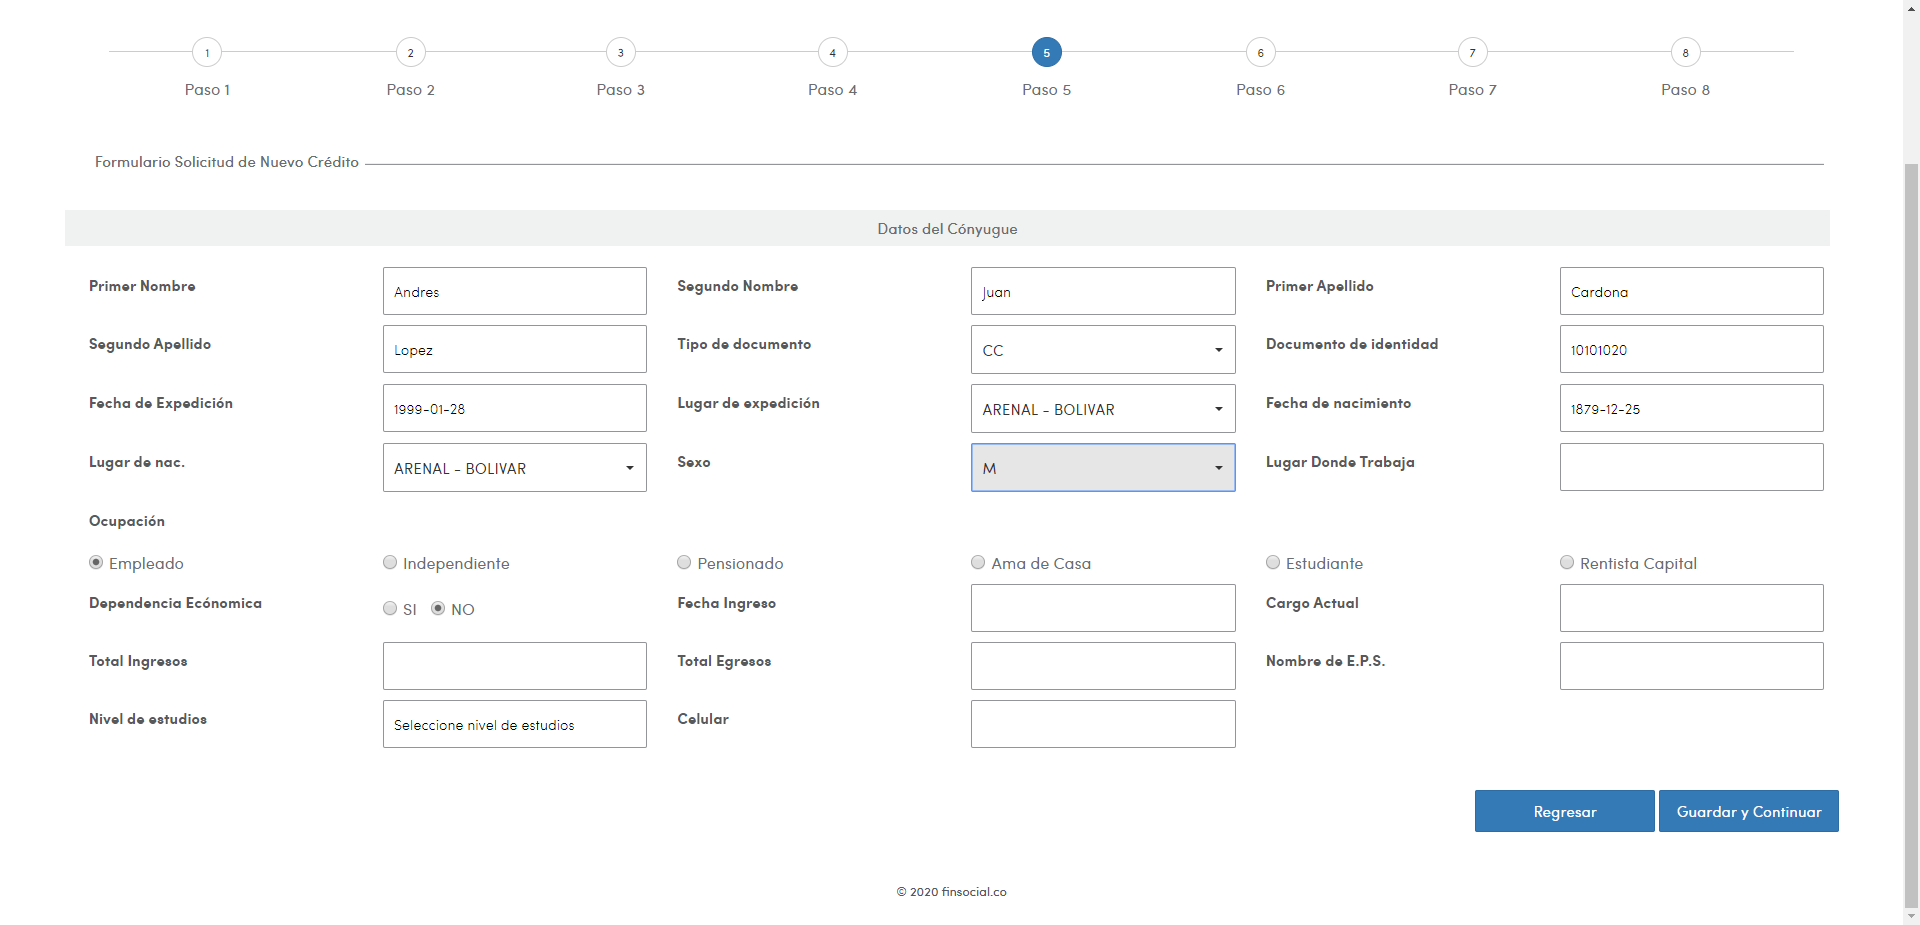 1 2 3 4 5 6 7 8
Paso 1 Paso 2 Paso 3 Paso 4 Paso 5 Paso 6 Paso 7 Paso 8
Formulario Solicitud de Nuevo Crédito
Datos del Cónyugue
Primer Nombre Andres Segundo Nombre Juan Primer Apellido Cardona
Segundo Apellido Lopez Tipo de documento CC Documento de identidad 10101020
Fecha de Expedición 1999-01-28 Lugar de expedición ARENAL - BOLIVAR Fecha de nacimiento 1879-12-25
Lugar de nac. ARENAL - BOLIVAR Sexo M Lugar Donde Trabaja
Ocupación
Empleado Independiente Pensionado Ama de Casa Estudiante Rentista Capital
Dependencia Ecónomica SI NO Fecha Ingreso Cargo Actual
Total Ingresos Total Egresos Nombre de E.P.S.
Nivel de estudios Seleccione nivel de estudios Celular
Regresar Guardar y Continuar
© 2020 finsocial.co